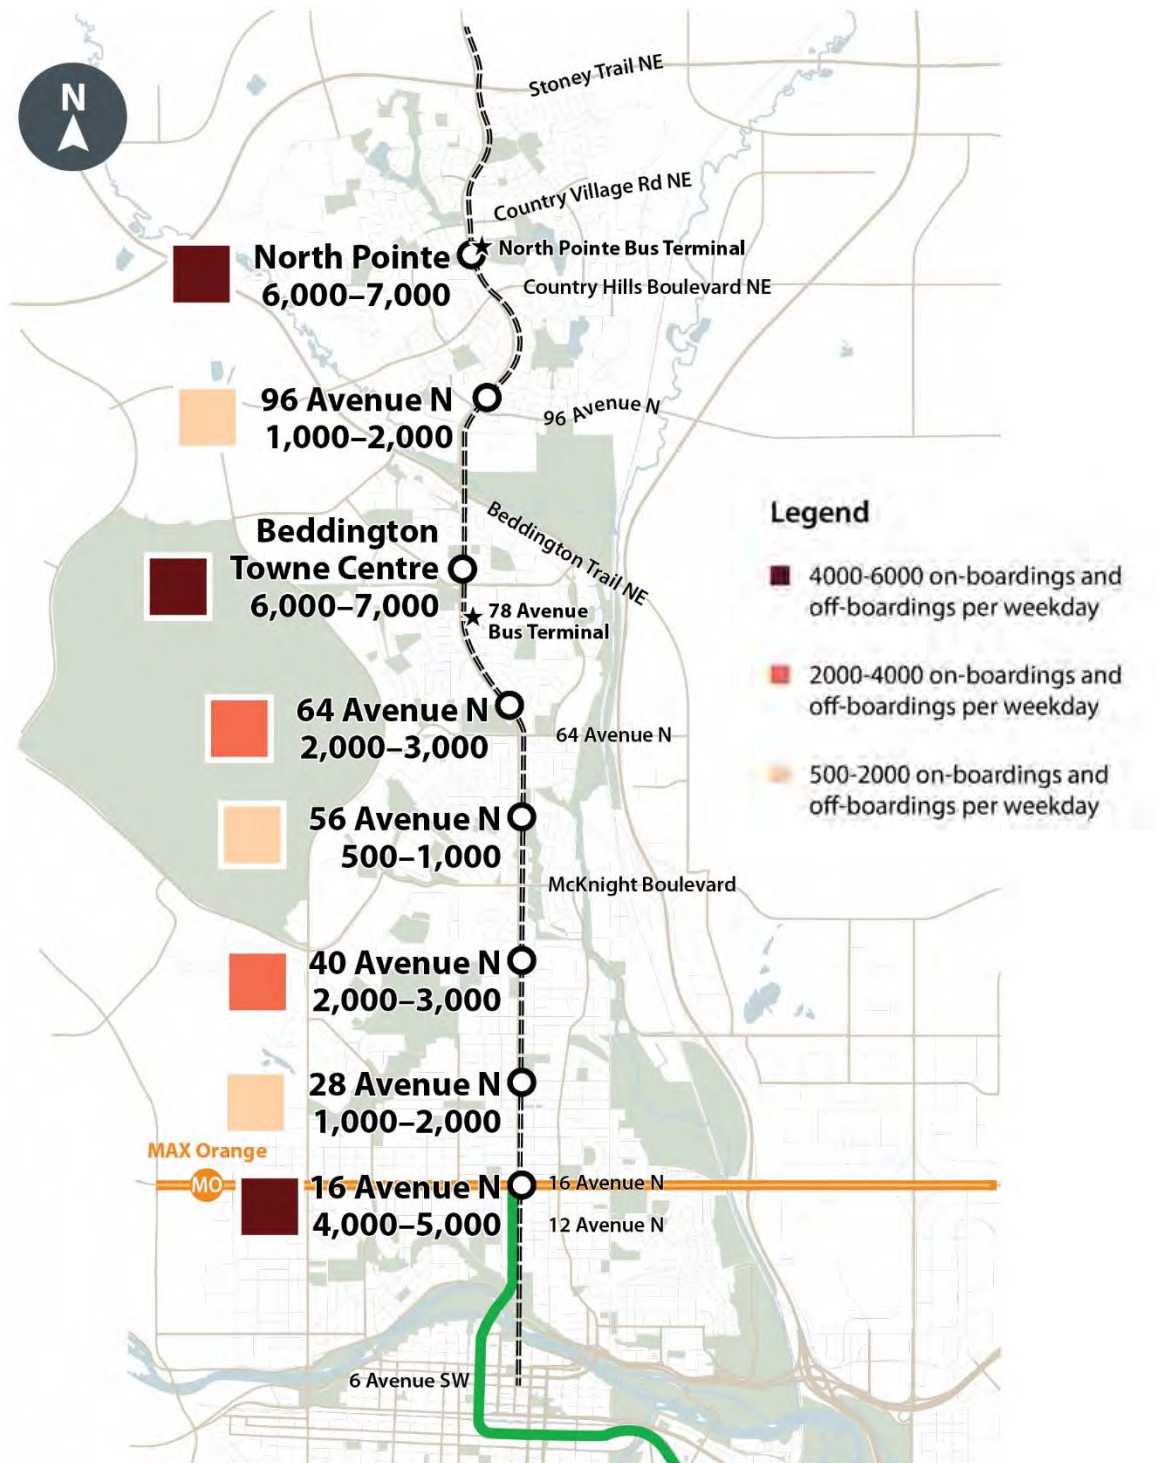 N
Stoney Trail NE
Country Village Rd NE
North Pointe
6,000–7,000
North Pointe Bus Terminal
Country Hills Boulevard NE
96 Avenue N
1,000–2,000
96 Avenue N
Beddington
Towne Centre
6,000–7,000
Beddington Trail NE
78 Avenue
Bus Terminal
Legend
4000-6000 on-boardings and
off-boardings per weekday
2000-4000 on-boardings and
off-boardings per weekday
500-2000 on-boardings and
off-boardings per weekday
64 Avenue N
2,000–3,000
64 Avenue N
56 Avenue N
500–1,000
McKnight Boulevard
40 Avenue N
2,000–3,000
28 Avenue N
1,000–2,000
MAX Orange
MO
16 Avenue N
4,000–5,000
16 Avenue N
12 Avenue N
6 Avenue SW